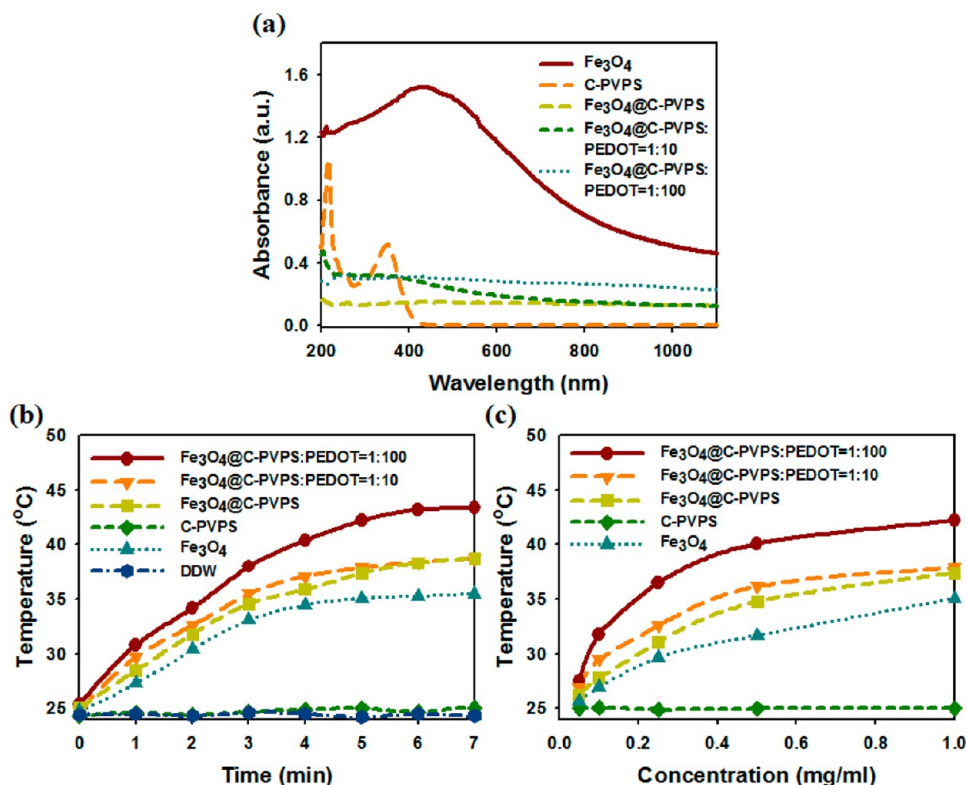 (a)
Absorbance (a.u.)
1.6
1.2
0.8
0.4
0.0
Fe₃O₄
C-PVPS
Fe₃O₄@C-PVPS
Fe₃O₄@C-PVPS:
PEDOT=1:10
Fe₃O₄@C-PVPS:
PEDOT=1:100
200 400 600 800 1000
Wavelength (nm)
(b)
Temperature (°C)
50
45
40
35
30
25
Fe₃O₄@C-PVPS:PEDOT=1:100
Fe₃O₄@C-PVPS:PEDOT=1:10
Fe₃O₄@C-PVPS
C-PVPS
Fe₃O₄
DDW
0 1 2 3 4 5 6 7
Time (min)
(c)
Temperature (°C)
50
45
40
35
30
25
Fe₃O₄@C-PVPS:PEDOT=1:100
Fe₃O₄@C-PVPS:PEDOT=1:10
Fe₃O₄@C-PVPS
C-PVPS
Fe₃O₄
0.0 0.2 0.4 0.6 0.8 1.0
Concentration (mg/ml)